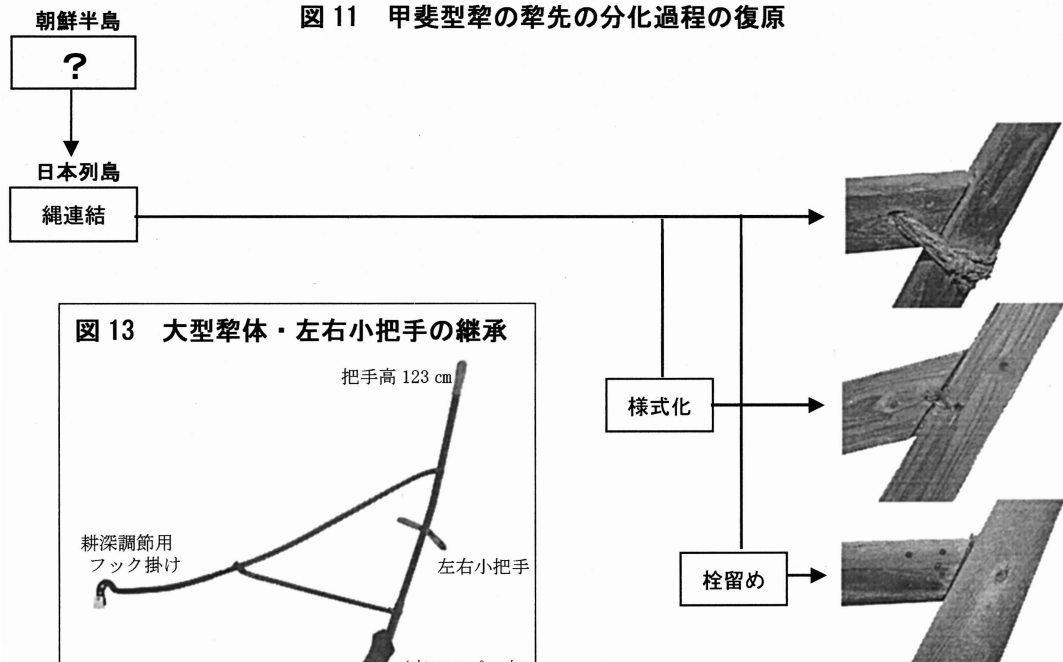 図 11 甲斐型犂の犂先の分化過程の復原
朝鮮半島
?
日本列島
縄連結
図 13 大型犂体・左右小把手の継承
把手高 123 ㎝
耕深調節用
フック掛け
左右小把手
様式化
栓留め